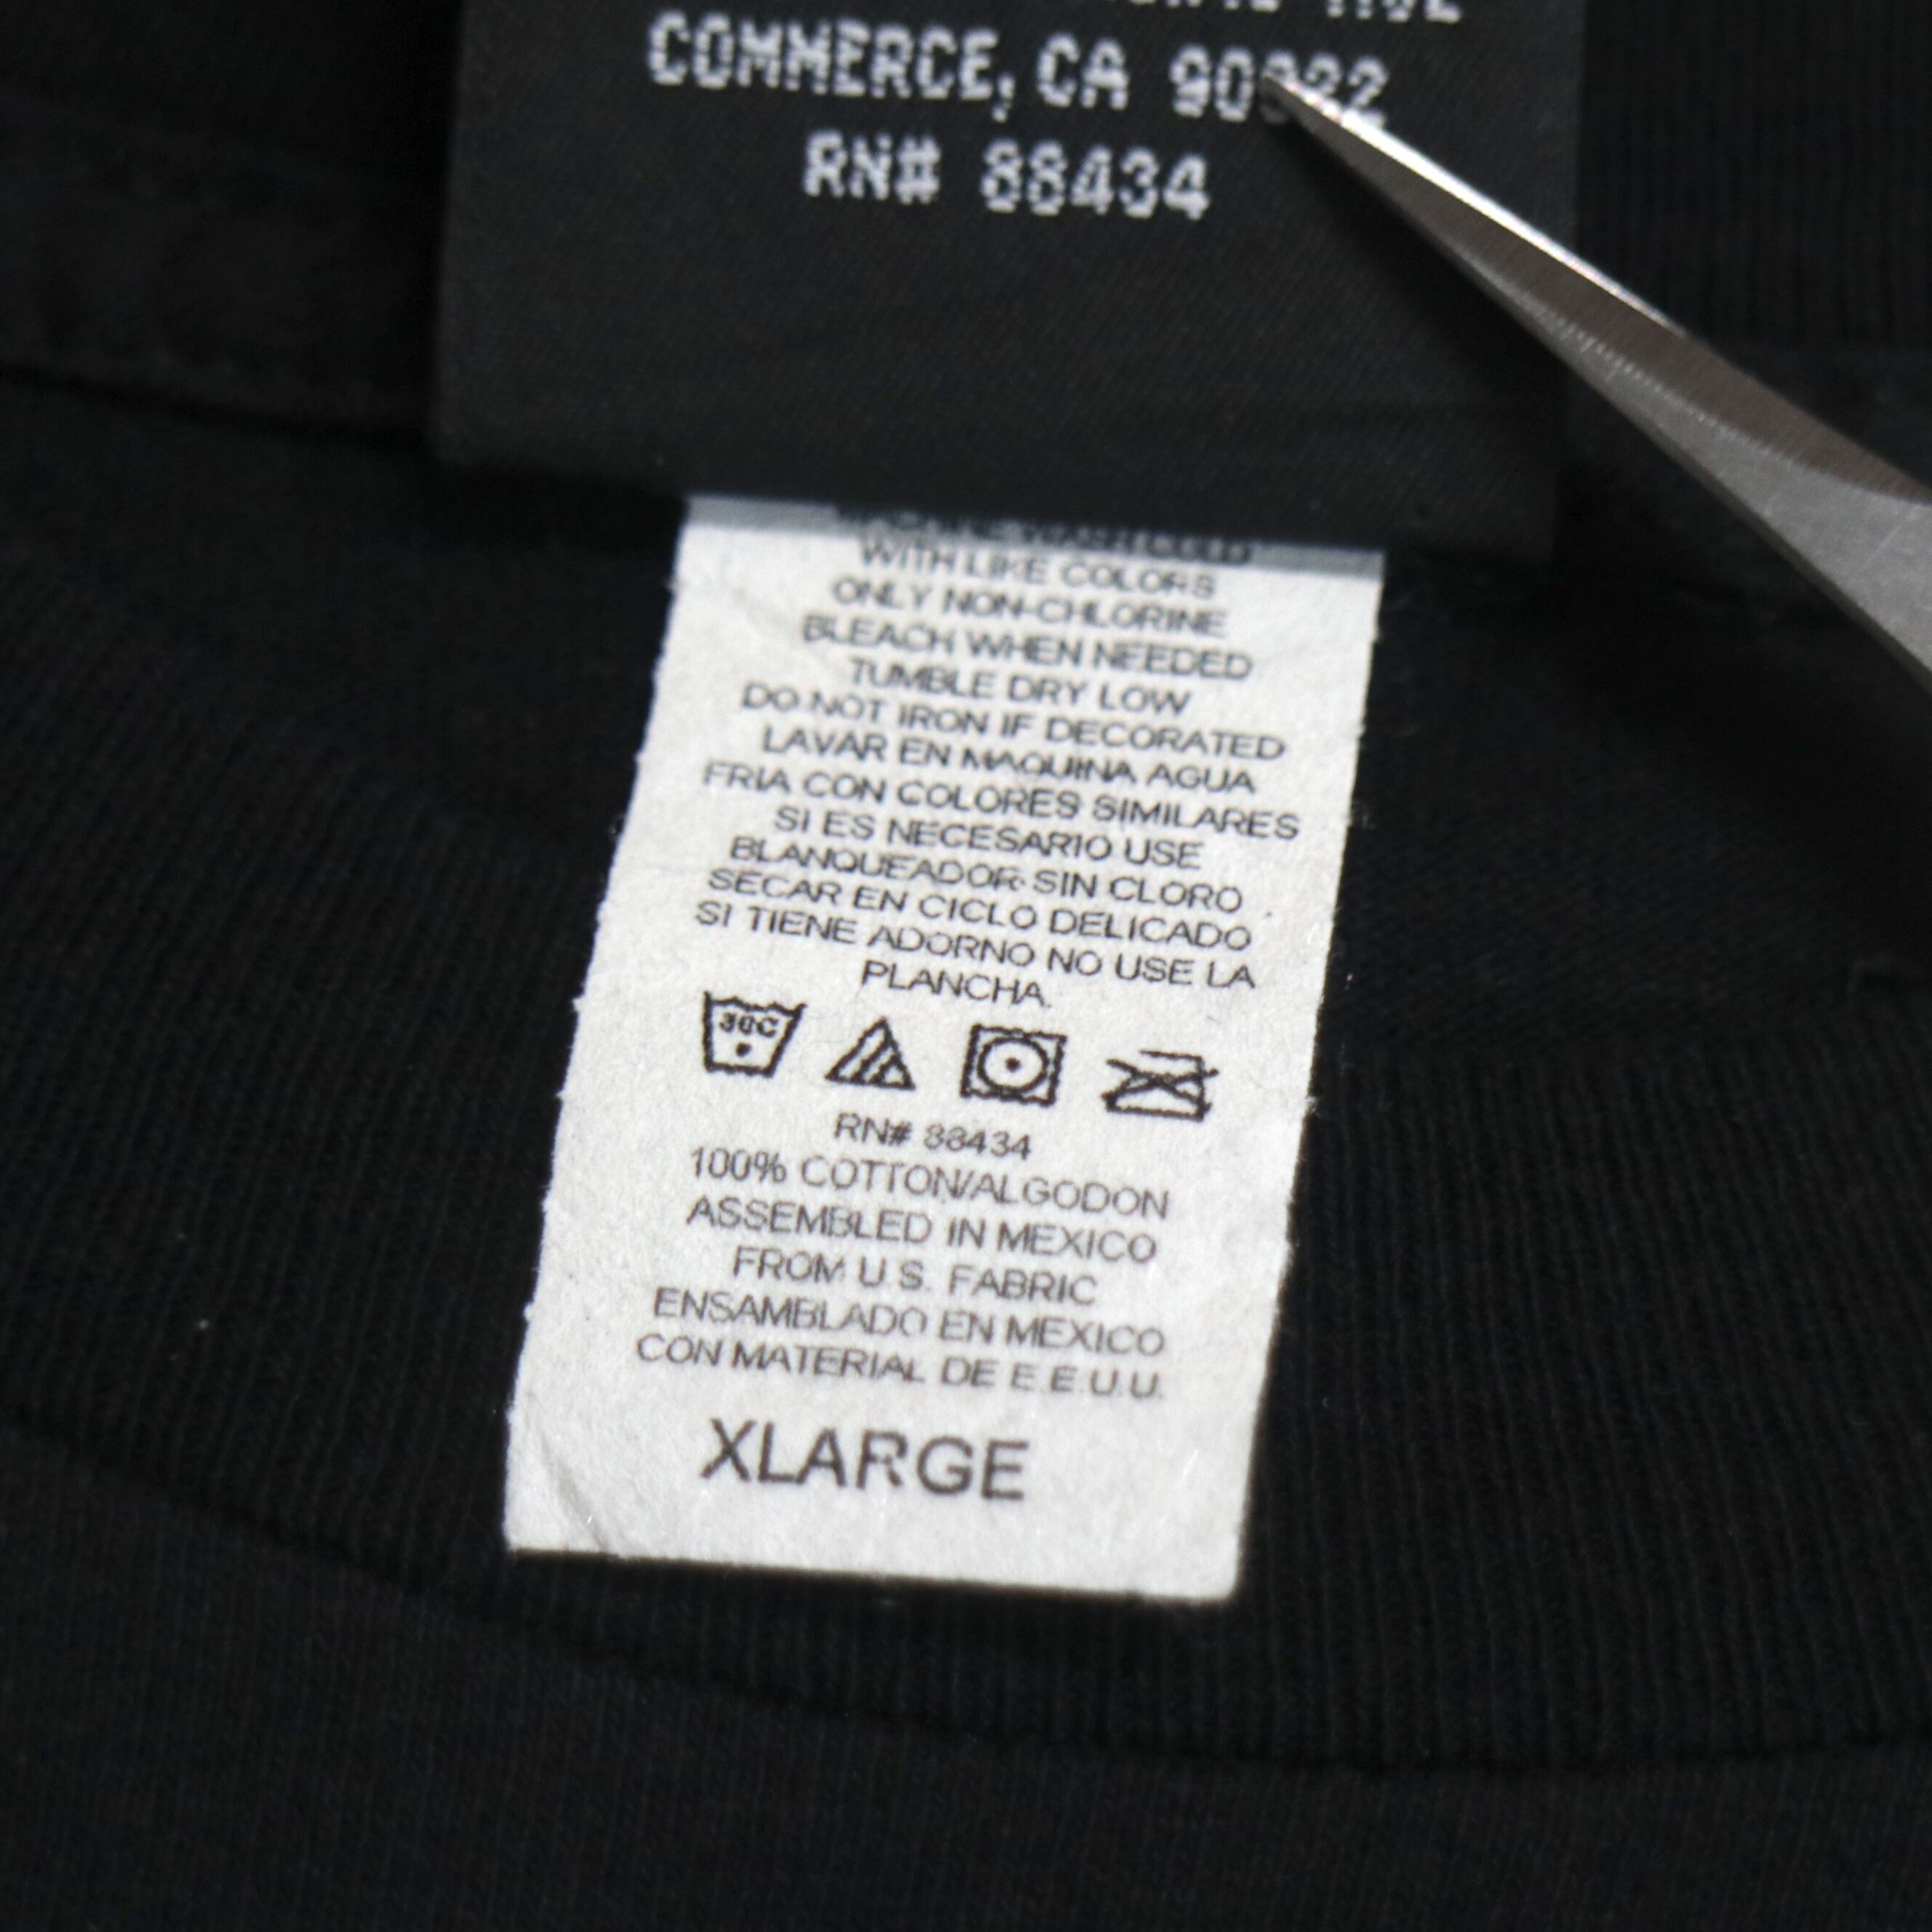 COMMERCE, CA 90022
RN# 88434
WITH LIKE COLORS
ONLY NON-CHLORINE
BLEACH WHEN NEEDED
TUMBLE DRY LOW
DO NOT IRON IF DECORATED
LAVAR EN MAQUINA AGUA
FRIA CON COLORES SIMILARES
SI ES NECESARIO USE
BLANQUEADOR SIN CLORO
SECAR EN CICLO DELICADO
SI TIENE ADORNO NO USE LA
PLANCHA.
30C
RN# 88434
100% COTTON/ALGODON
ASSEMBLED IN MEXICO
FROM U.S. FABRIC
ENSAMBLADO EN MEXICO
CON MATERIAL DE E.E.U.U.
XLARGE